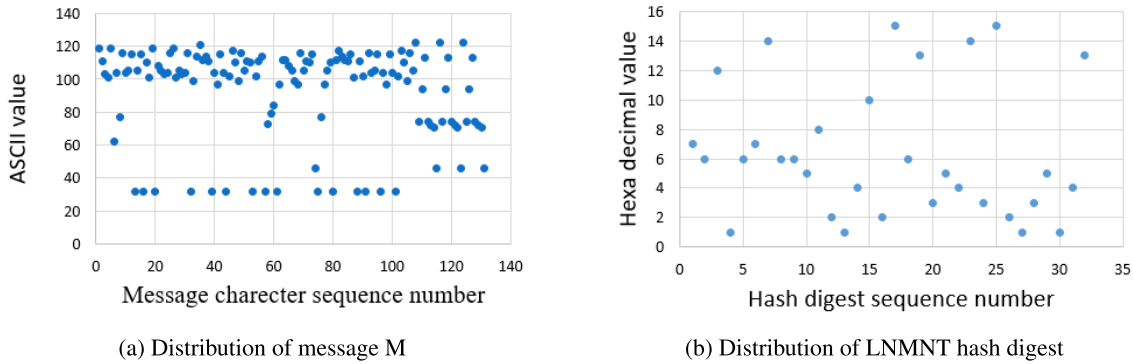 140
120
100
80
60
40
20
0
0 20 40 60 80 100 120 140
ASCII value
Message charecter sequence number
(a) Distribution of message M
16
14
12
10
8
6
4
2
0
0 5 10 15 20 25 30 35
Hexa decimal value
Hash digest sequence number
(b) Distribution of LNMNT hash digest